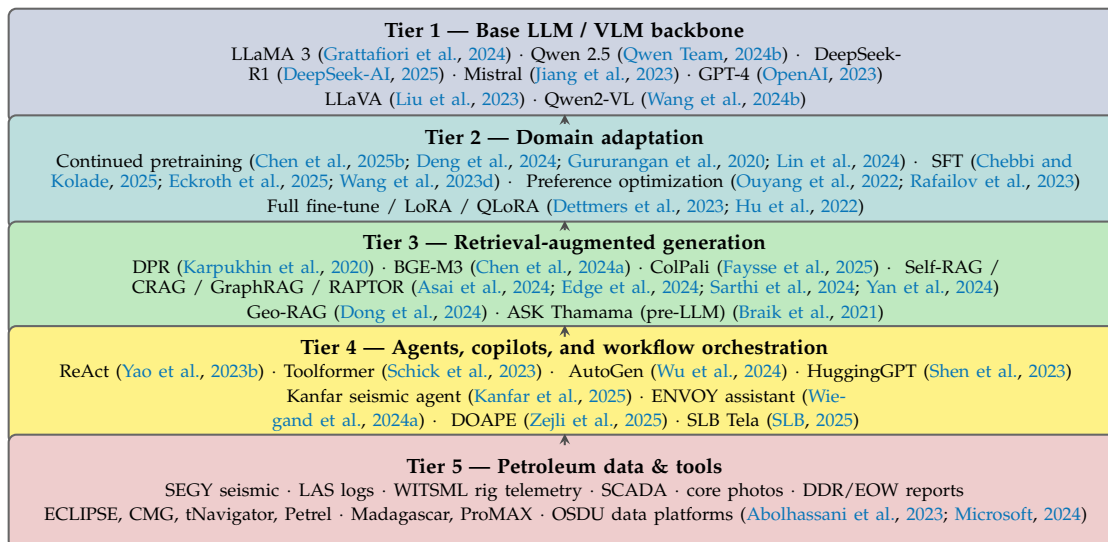 Tier 1 — Base LLM / VLM backbone
LLaMA 3 (Grattafiori et al., 2024) · Qwen 2.5 (Qwen Team, 2024b) · DeepSeek-
R1 (DeepSeek-AI, 2025) · Mistral (Jiang et al., 2023) · GPT-4 (OpenAI, 2023)
LLaVA (Liu et al., 2023) · Qwen2-VL (Wang et al., 2024b)
Tier 2 — Domain adaptation
Continued pretraining (Chen et al., 2025b; Deng et al., 2024; Gururangan et al., 2020; Lin et al., 2024) · SFT (Chebbi and
Kolade, 2025; Eckroth et al., 2025; Wang et al., 2023d) · Preference optimization (Ouyang et al., 2022; Rafailov et al., 2023)
Full fine-tune / LoRA / QLoRA (Dettmers et al., 2023; Hu et al., 2022)
Tier 3 — Retrieval-augmented generation
DPR (Karpukhin et al., 2020) · BGE-M3 (Chen et al., 2024a) · ColPali (Faysse et al., 2025) · Self-RAG /
CRAG / GraphRAG / RAPTOR (Asai et al., 2024; Edge et al., 2024; Sarthi et al., 2024; Yan et al., 2024)
Geo-RAG (Dong et al., 2024) · ASK Thamama (pre-LLM) (Braik et al., 2021)
Tier 4 — Agents, copilots, and workflow orchestration
ReAct (Yao et al., 2023b) · Toolformer (Schick et al., 2023) · AutoGen (Wu et al., 2024) · HuggingGPT (Shen et al., 2023)
Kanfar seismic agent (Kanfar et al., 2025) · ENVOY assistant (Wie-
gand et al., 2024a) · DOAPE (Zejli et al., 2025) · SLB Tela (SLB, 2025)
Tier 5 — Petroleum data & tools
SEGY seismic · LAS logs · WITSML rig telemetry · SCADA · core photos · DDR/EOW reports
ECLIPSE, CMG, tNavigator, Petrel · Madagascar, ProMAX · OSDU data platforms (Abolhassani et al., 2023; Microsoft, 2024)